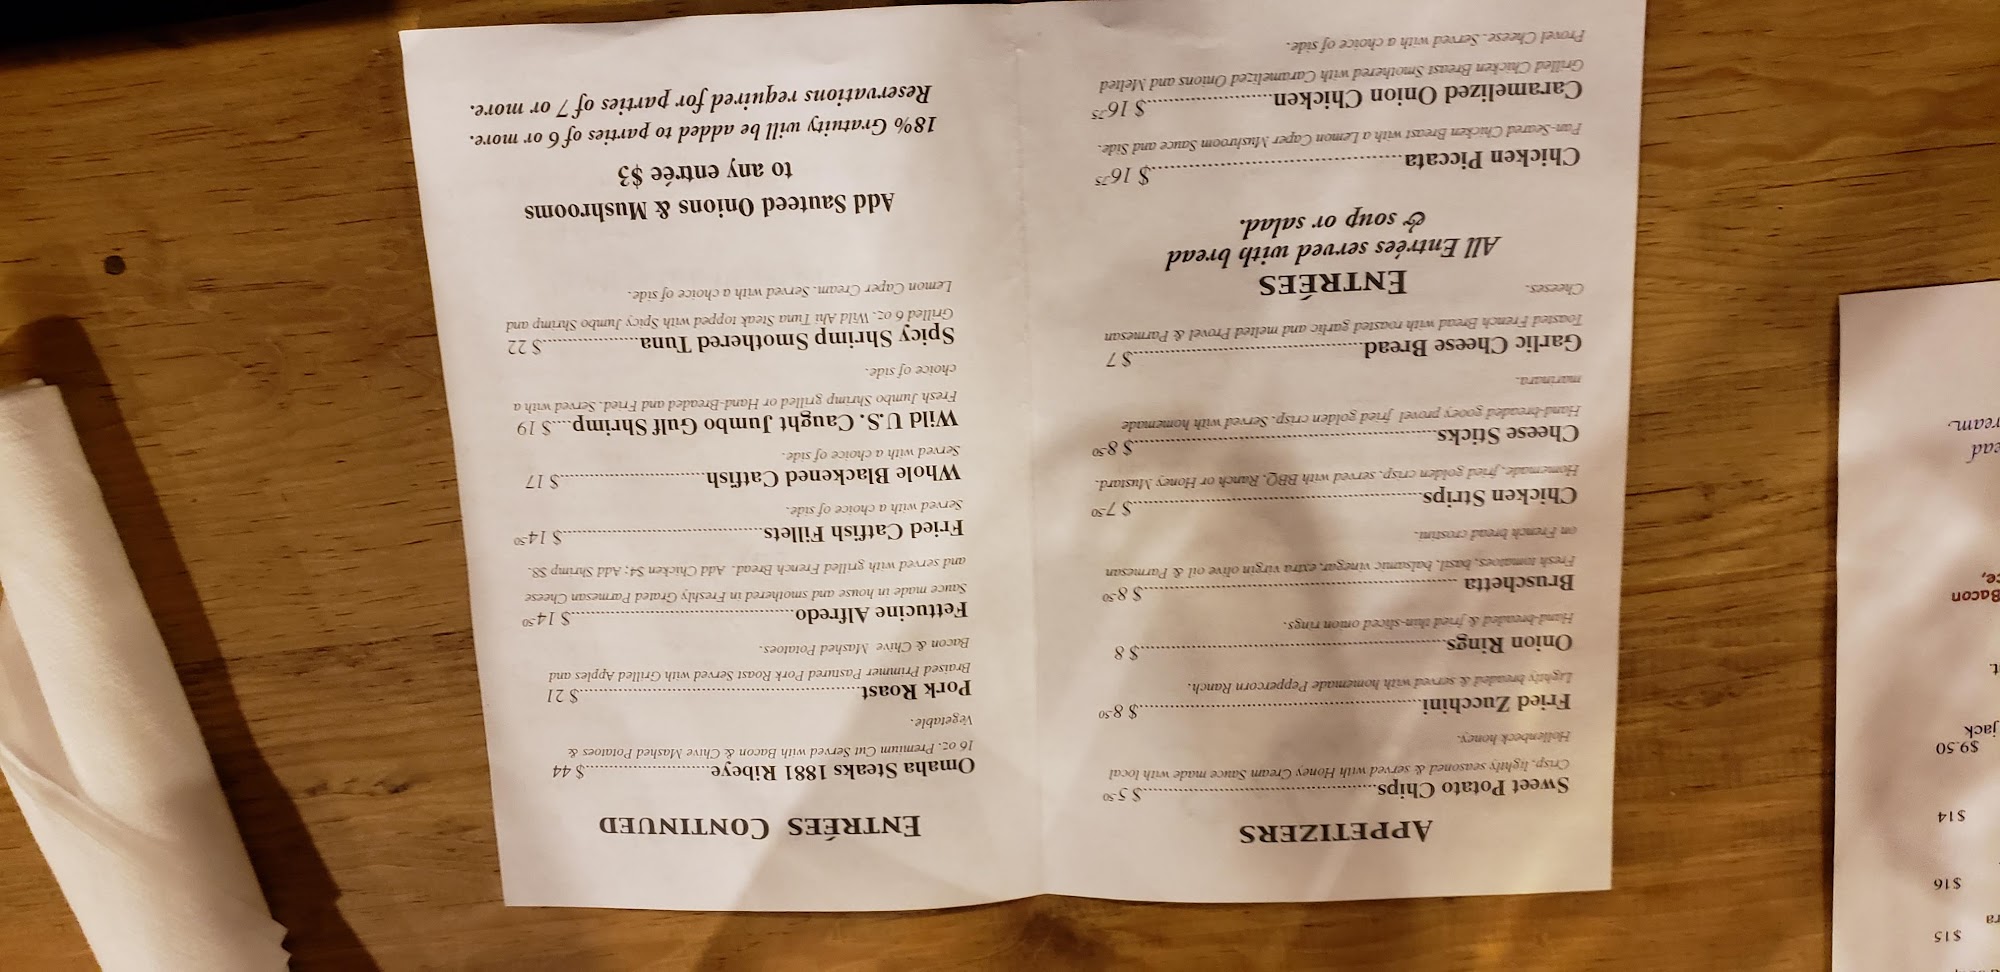 APPETIZERS
Sweet Potato Chips........................................$ 5.50
Crisp, lightly seasoned & served with Honey Cream Sauce made with local
Hollenbeck honey.
Fried Zucchini................................................$ 8.50
Lightly breaded & served with homemade Peppercorn Ranch.
Onion Rings....................................................$ 8
Hand-breaded & fried thin-sliced onion rings.
Bruschetta ......................................................$ 8.50
Fresh tomatoes, basil, balsamic vinegar, extra virgin olive oil & Parmesan
on French bread crostini.
Chicken Strips................................................$ 7.50
Homemade, fried golden crisp, served with BBQ, Ranch or Honey Mustard.
Cheese Sticks..................................................$ 8.50
Hand-breaded gooey provel fried golden crisp. Served with homemade
marinara.
Garlic Cheese Bread......................................$ 7
Toasted French Bread with roasted garlic and melted Provel & Parmesan
Cheeses.
ENTRÉES
All Entrées served with bread
& soup or salad.
Chicken Piccata..........................................$ 16.75
Pan-Seared Chicken Breast with a Lemon Caper Mushroom Sauce and Side.
Caramelized Onion Chicken.....................$ 16.75
Grilled Chicken Breast Smothered with Caramelized Onions and Melted
Provel Cheese. Served with a choice of side.
ENTRÉES CONTINUED
Omaha Steaks 1881 Ribeye.....................$ 44
16 oz. Premium Cut Served with Bacon & Chive Mashed Potatoes &
Vegetable.
Pork Roast...............................................$ 21
Braised Primmer Pastured Pork Roast Served with Grilled Apples and
Bacon & Chive Mashed Potatoes.
Fettucine Alfredo.....................................$ 14.50
Sauce made in house and smothered in Freshly Grated Parmesan Cheese
and served with grilled French Bread. Add Chicken $4; Add Shrimp $8.
Fried Catfish Fillets..................................$ 14.50
Served with a choice of side.
Whole Blackened Catfish.........................$ 17
Served with a choice of side.
Wild U.S. Caught Jumbo Gulf Shrimp....$ 19
Fresh Jumbo Shrimp grilled or Hand-Breaded and Fried. Served with a
choice of side.
Spicy Shrimp Smothered Tuna................$ 22
Grilled 6 oz. Wild Ahi Tuna Steak topped with Spicy Jumbo Shrimp and
Lemon Caper Cream. Served with a choice of side.
Add Sauteed Onions & Mushrooms
to any entrée $3
18% Gratuity will be added to parties of 6 or more.
Reservations required for parties of 7 or more.
$15
$16
$14
$9.50
jack
Bacon